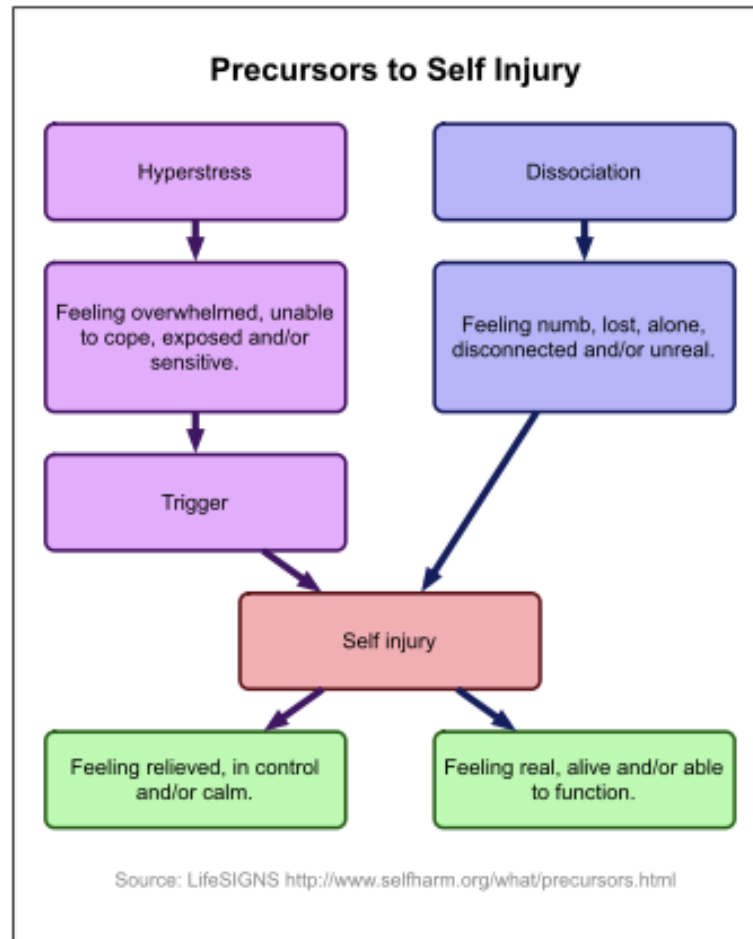 Precursors to Self Injury
Hyperstress
Dissociation
Feeling overwhelmed, unable
to cope, exposed and/or
sensitive.
Feeling numb, lost, alone,
disconnected and/or unreal.
Trigger
Self injury
Feeling relieved, in control
and/or calm.
Feeling real, alive and/or able
to function.
Source: LifeSIGNS http://www.selfharm.org/what/precursors.html